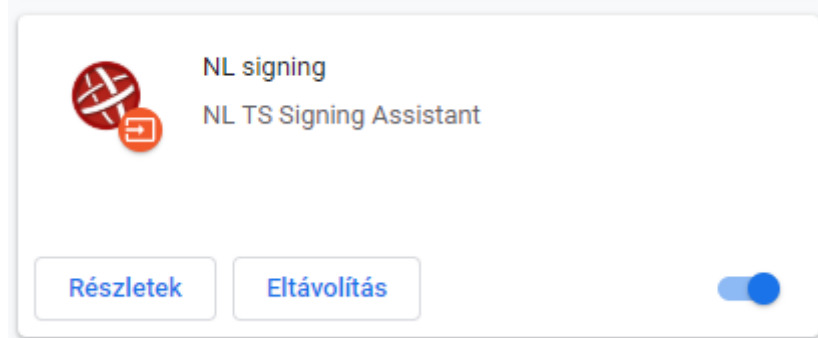 NL signing
NL TS Signing Assistant
Részletek
Eltávolítás